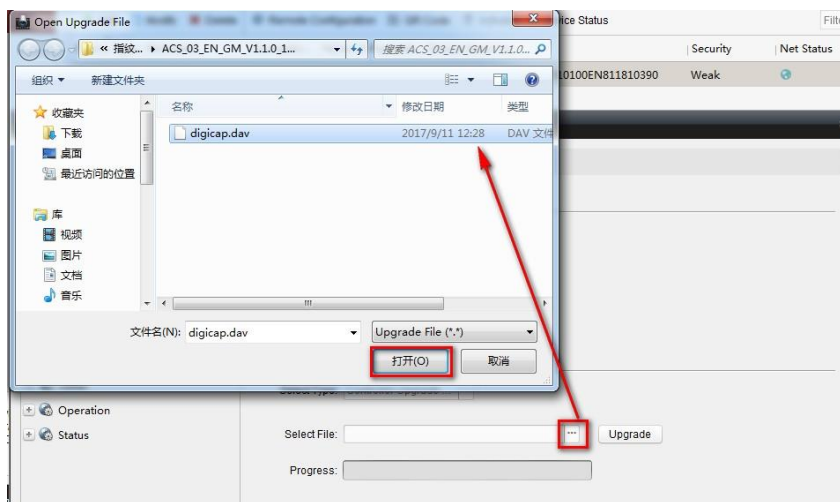 Open Upgrade File
ice Status
Filte
« 指纹... ▸ ACS_03_EN_GM_V1.1.0_1...
搜索 ACS_03_EN_GM_V1.1.0...
Security
Net Status
组织
新建文件夹
10100EN811810390
Weak
收藏夹
下载
桌面
最近访问的位置
库
视频
图片
文档
音乐
名称
修改日期
类型
digicap.dav
2017/9/11 12:28
DAV 文件
文件名(N): digicap.dav
Upgrade File (*.*)
打开(O)
取消
Operation
Status
Select File:
...
Upgrade
Progress: